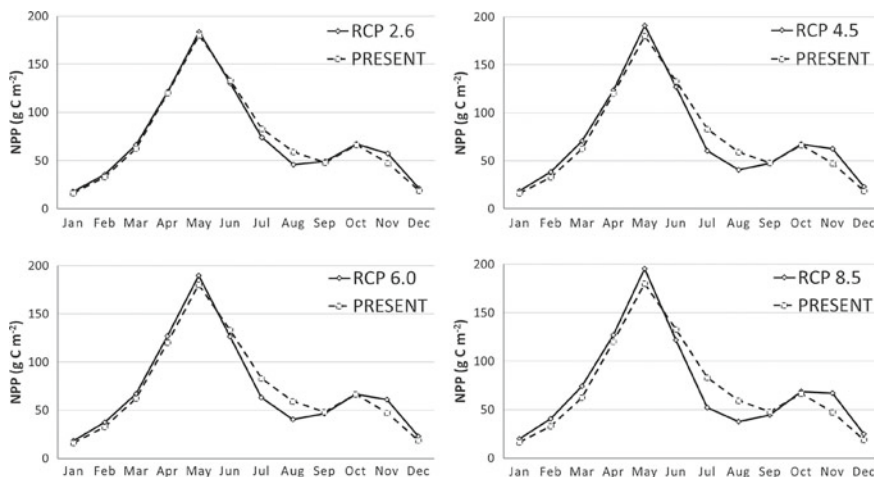 200
150
100
50
0
NPP (g C m⁻²)
RCP 2.6
PRESENT
Jan Feb Mar Apr May Jun Jul Aug Sep Oct Nov Dec
200
150
100
50
0
NPP (g C m⁻²)
RCP 4.5
PRESENT
Jan Feb Mar Apr May Jun Jul Aug Sep Oct Nov Dec
200
150
100
50
0
NPP (g C m⁻²)
RCP 6.0
PRESENT
Jan Feb Mar Apr May Jun Jul Aug Sep Oct Nov Dec
200
150
100
50
0
NPP (g C m⁻²)
RCP 8.5
PRESENT
Jan Feb Mar Apr May Jun Jul Aug Sep Oct Nov Dec